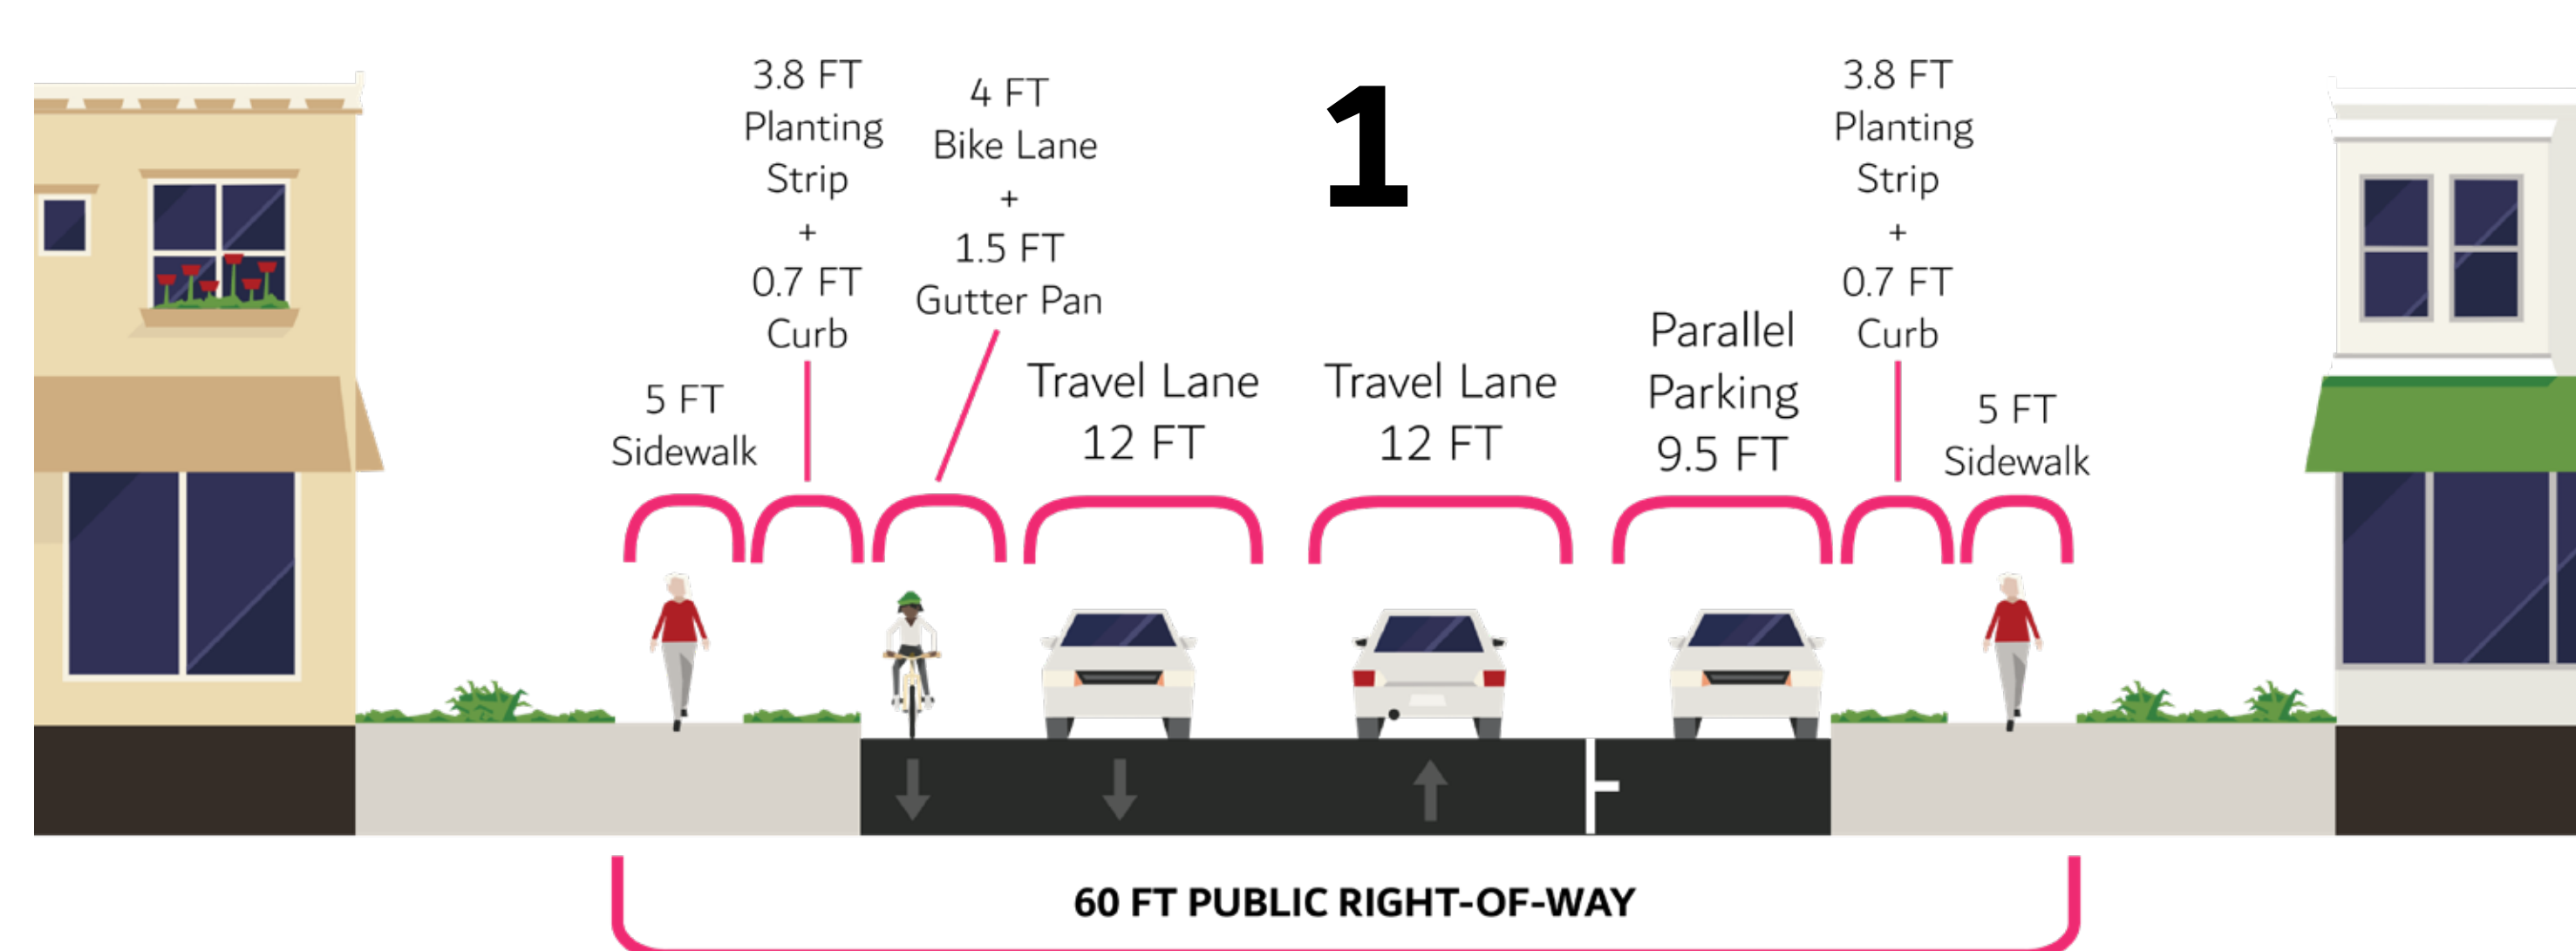 5 FT
Sidewalk
3.8 FT
Planting
Strip
+
0.7 FT
Curb
4 FT
Bike Lane
+
1.5 FT
Gutter Pan
1
Travel Lane
12 FT
Travel Lane
12 FT
Parallel
Parking
9.5 FT
3.8 FT
Planting
Strip
+
0.7 FT
Curb
5 FT
Sidewalk
60 FT PUBLIC RIGHT-OF-WAY